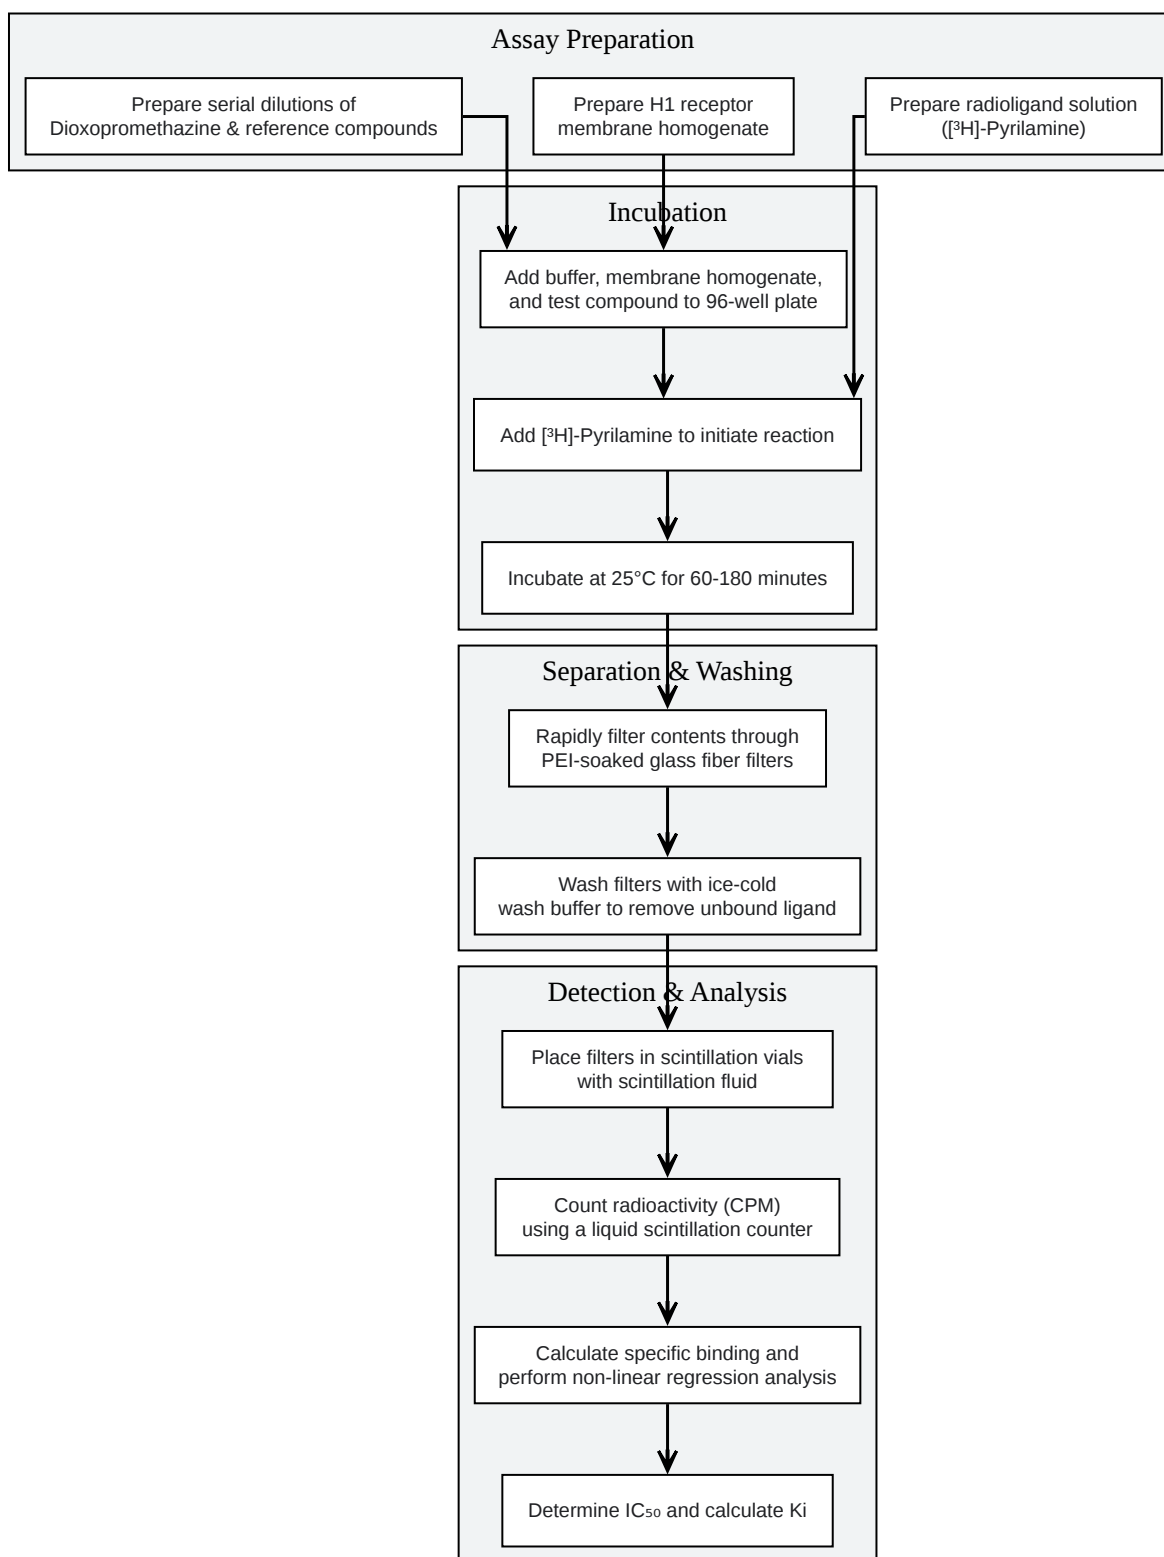 Assay Preparation
Prepare serial dilutions of
Dioxopromethazine & reference compounds
Prepare H1 receptor
membrane homogenate
Prepare radioligand solution
([³H]-Pyrilamine)
Incubation
Add buffer, membrane homogenate,
and test compound to 96-well plate
Add [³H]-Pyrilamine to initiate reaction
Incubate at 25°C for 60-180 minutes
Separation & Washing
Rapidly filter contents through
PEI-soaked glass fiber filters
Wash filters with ice-cold
wash buffer to remove unbound ligand
Detection & Analysis
Place filters in scintillation vials
with scintillation fluid
Count radioactivity (CPM)
using a liquid scintillation counter
Calculate specific binding and
perform non-linear regression analysis
Determine IC₅₀ and calculate Ki